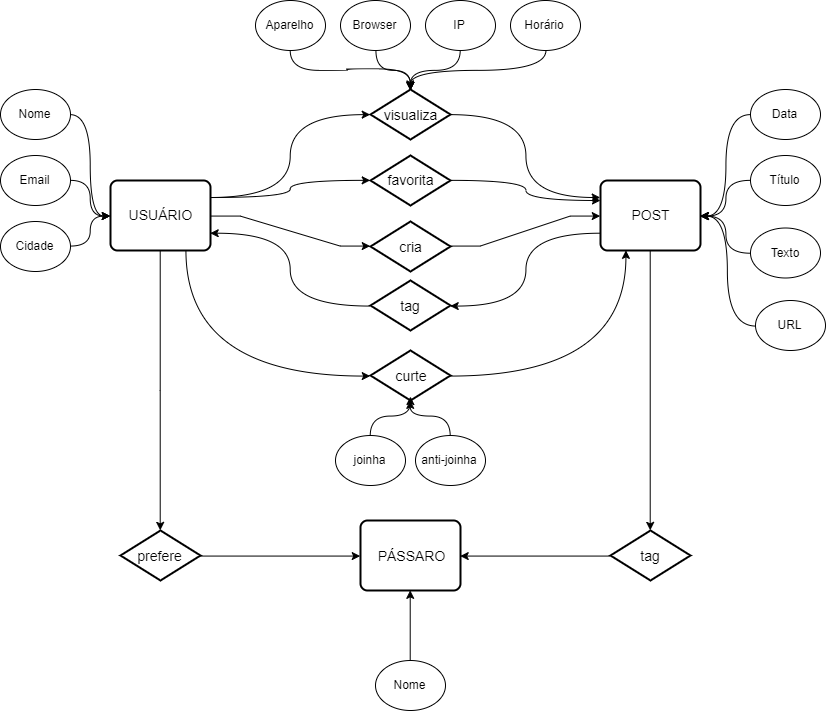 Aparelho
Browser
IP
Horário
Nome
visualiza
Data
Email
favorita
Título
USUÁRIO
POST
Cidade
cria
Texto
tag
URL
curte
joinha
anti-joinha
prefere
PÁSSARO
tag
Nome